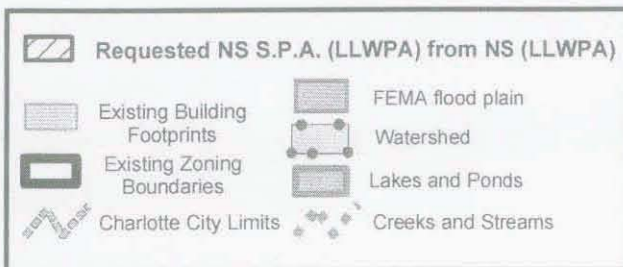 Requested NS S.P.A. (LLWPA) from NS (LLWPA)
Existing Building
Footprints
Existing Zoning
Boundaries
Charlotte City Limits
FEMA flood plain
Watershed
Lakes and Ponds
Creeks and Streams